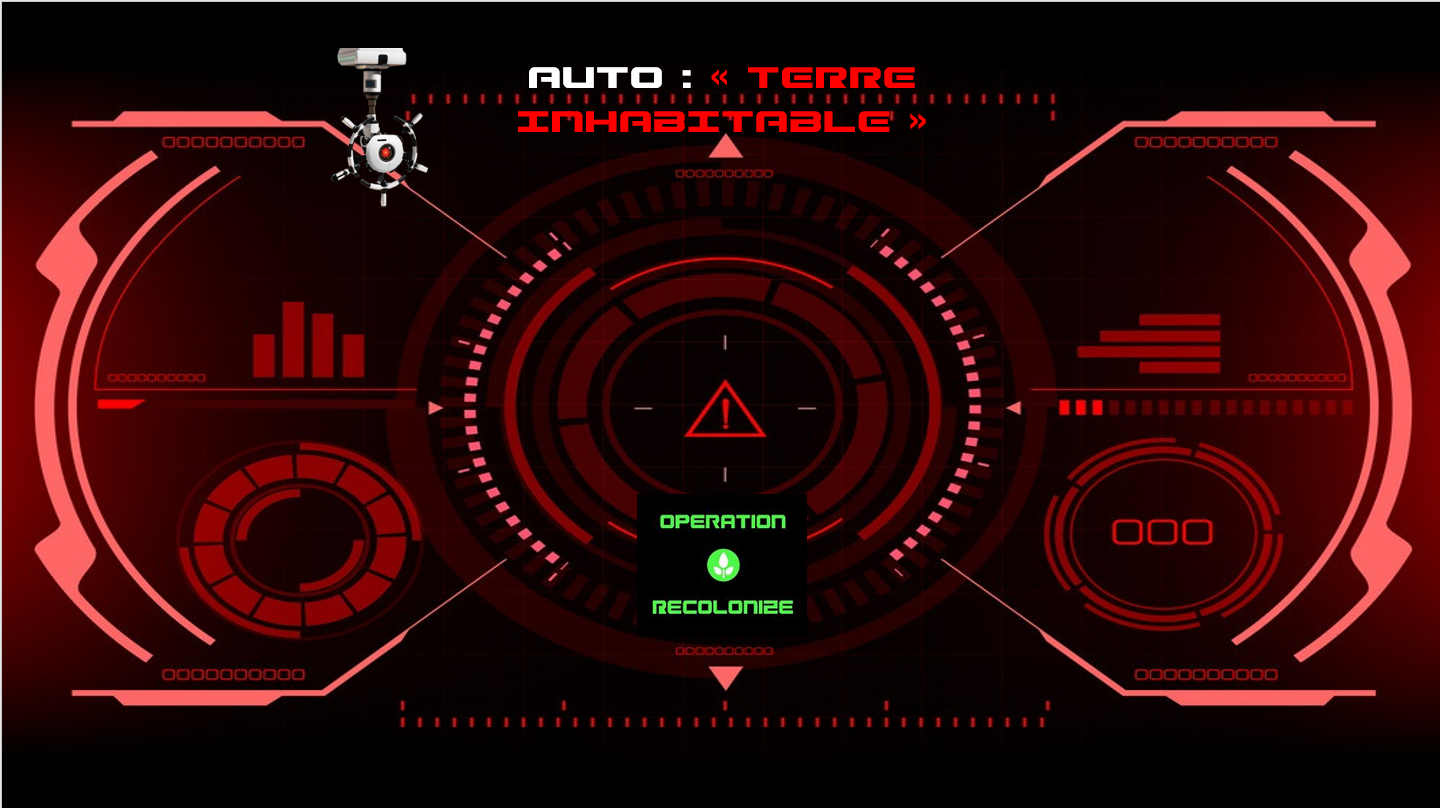 AUTO : « TERRE
INHABITABLE »
OPERATION
RECOLONIZE